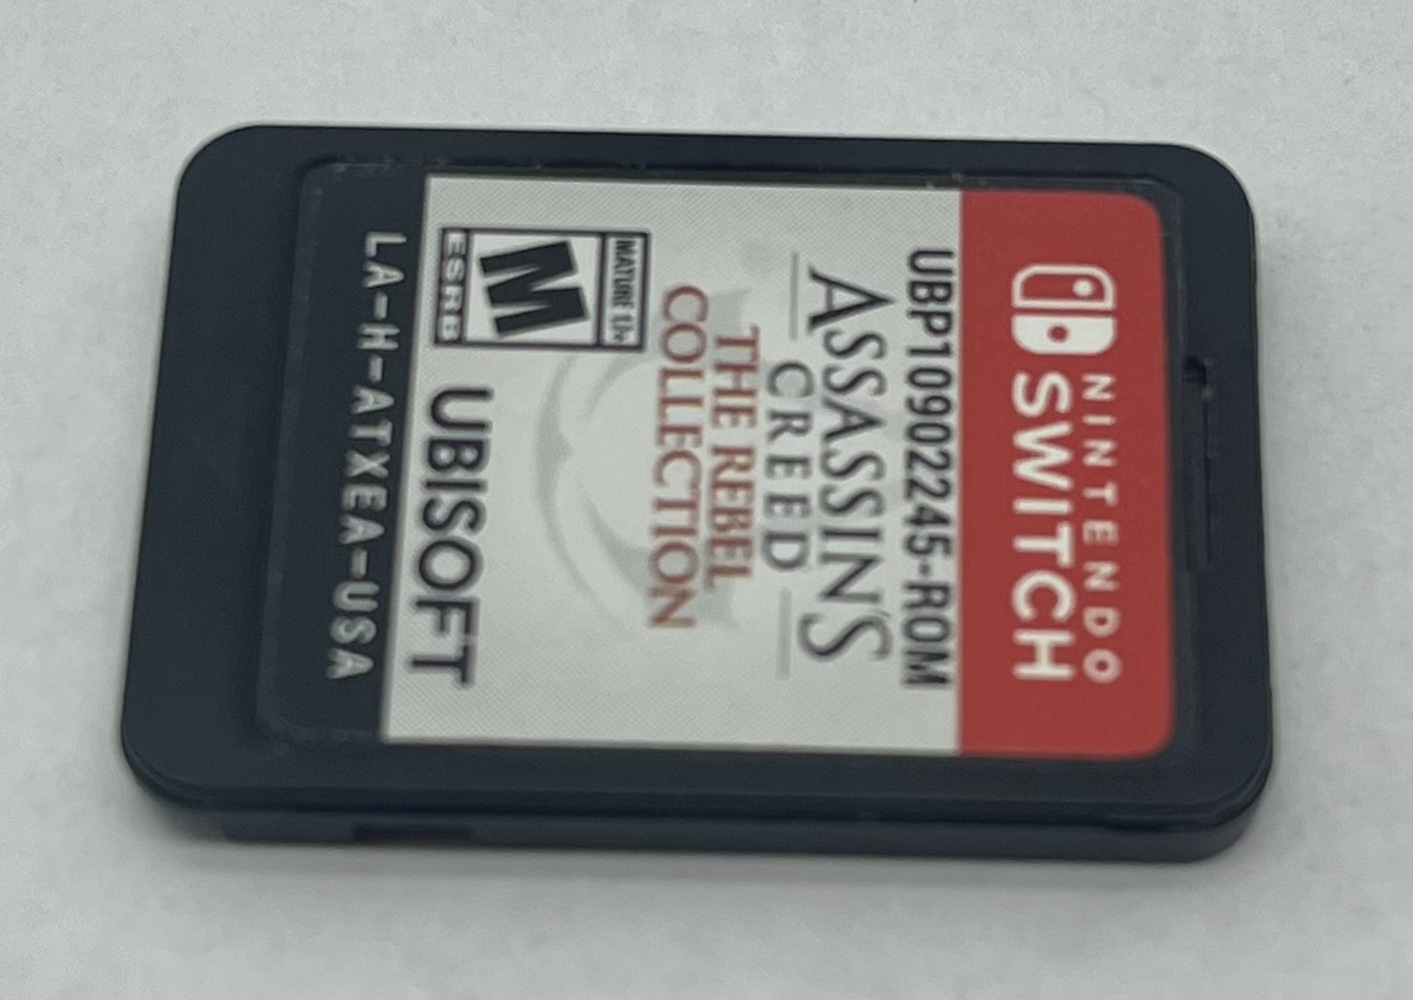 NINTENDO
SWITCH
UBP10902245-ROM
ASSASSIN'S
CREED
THE REBEL
COLLECTION
MATURE 17+
M
ESRB
UBISOFT
LA-H-ATXEA-USA